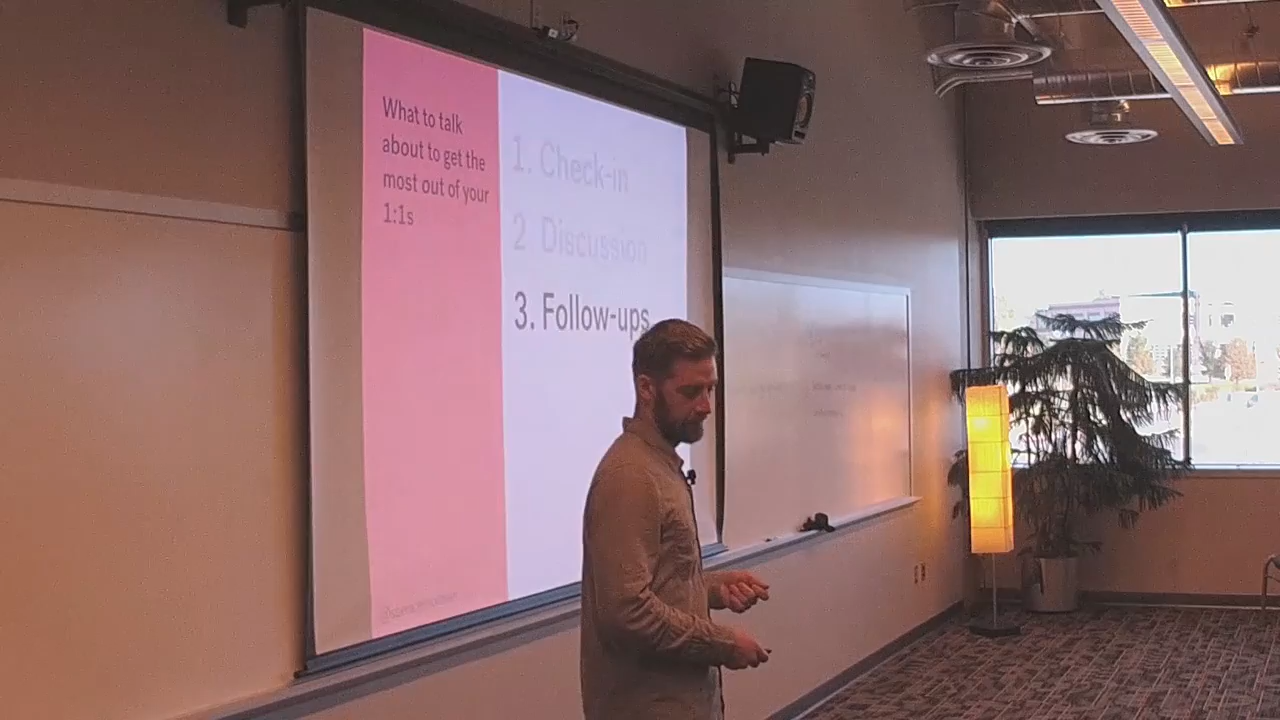 What to talk
about to get the
most out of your
1:1s
1. Check-in
2. Discussion
3. Follow-ups